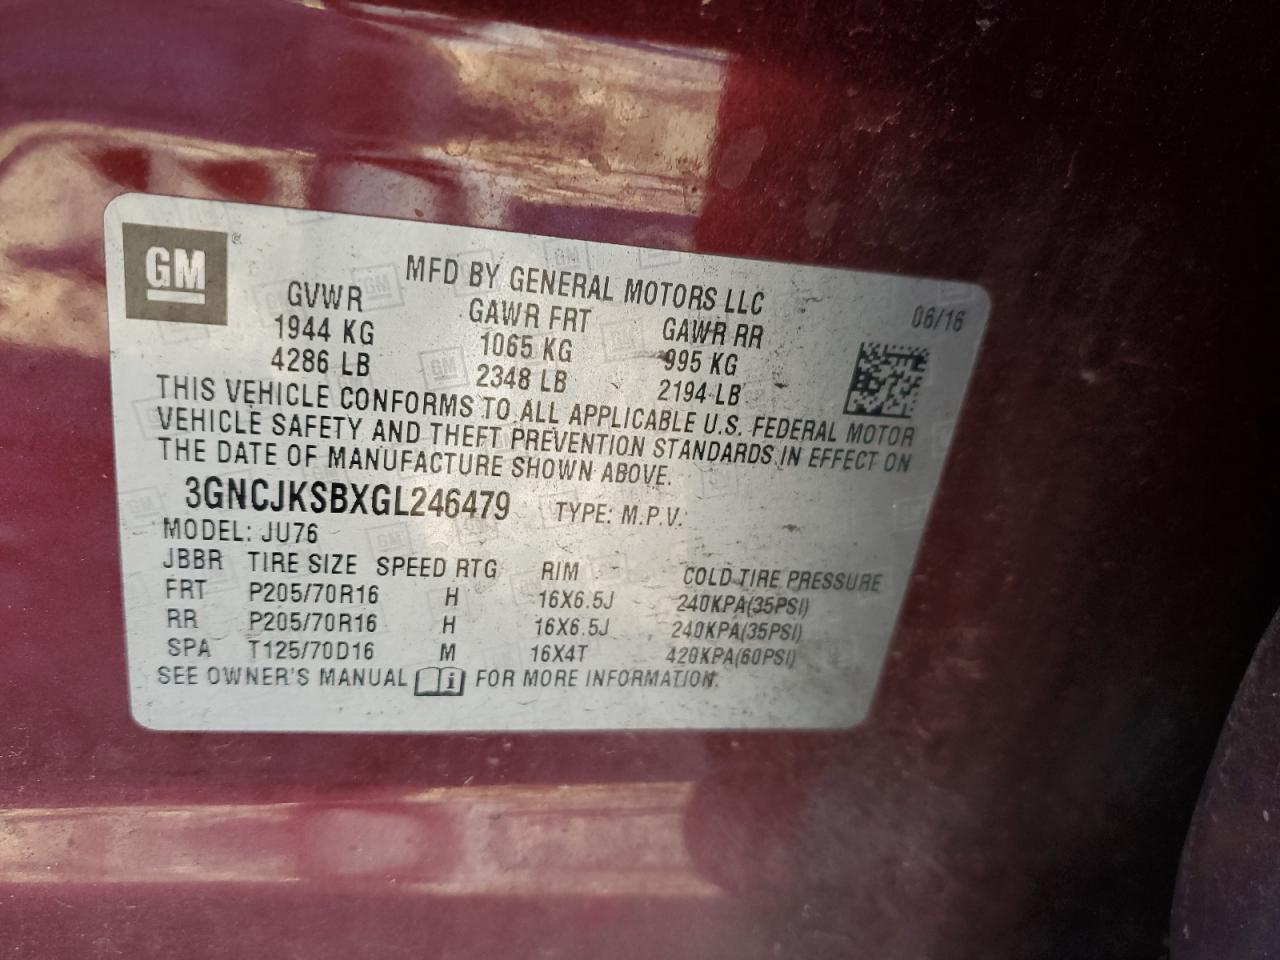 GM ®
MFD BY GENERAL MOTORS LLC
06/16
GVWR GAWR FRT GAWR RR
1944 KG 1065 KG 995 KG
4286 LB 2348 LB 2194 LB
THIS VEHICLE CONFORMS TO ALL APPLICABLE U.S. FEDERAL MOTOR
VEHICLE SAFETY AND THEFT PREVENTION STANDARDS IN EFFECT ON
THE DATE OF MANUFACTURE SHOWN ABOVE.
3GNCJKSBXGL246479 TYPE: M.P.V.
MODEL: JU76
JBBR TIRE SIZE SPEED RTG RIM COLD TIRE PRESSURE
FRT P205/70R16 H 16X6.5J 240KPA(35PSI)
RR P205/70R16 H 16X6.5J 240KPA(35PSI)
SPA T125/70D16 M 16X4T 420KPA(60PSI)
SEE OWNER'S MANUAL i FOR MORE INFORMATION.